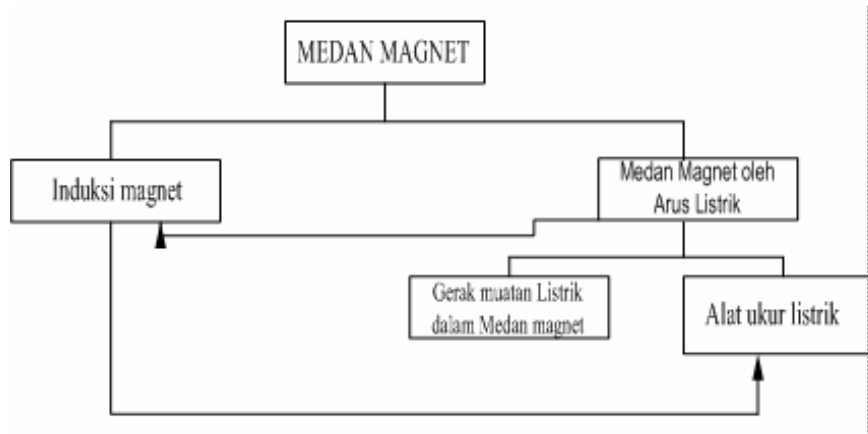 MEDAN MAGNET
Induksi magnet
Medan Magnet oleh
Arus Listrik
Gerak muatan Listrik
dalam Medan magnet
Alat ukur listrik